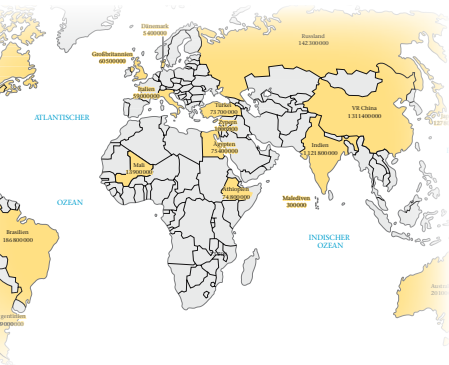 Dänemark
5 400 000
Russland
142 200 000
Großbritannien
60 500 000
Italien
59 000 000
Türkei
73 700 000
VR China
1 311 400 000
ATLANTISCHER
Zypern
Ägypten
75 400 000
Indien
1 121 800 000
Mali
13 900 000
Äthiopien
74 800 000
Malediven
300 000
OZEAN
Brasilien
186 800 000
INDISCHER
OZEAN